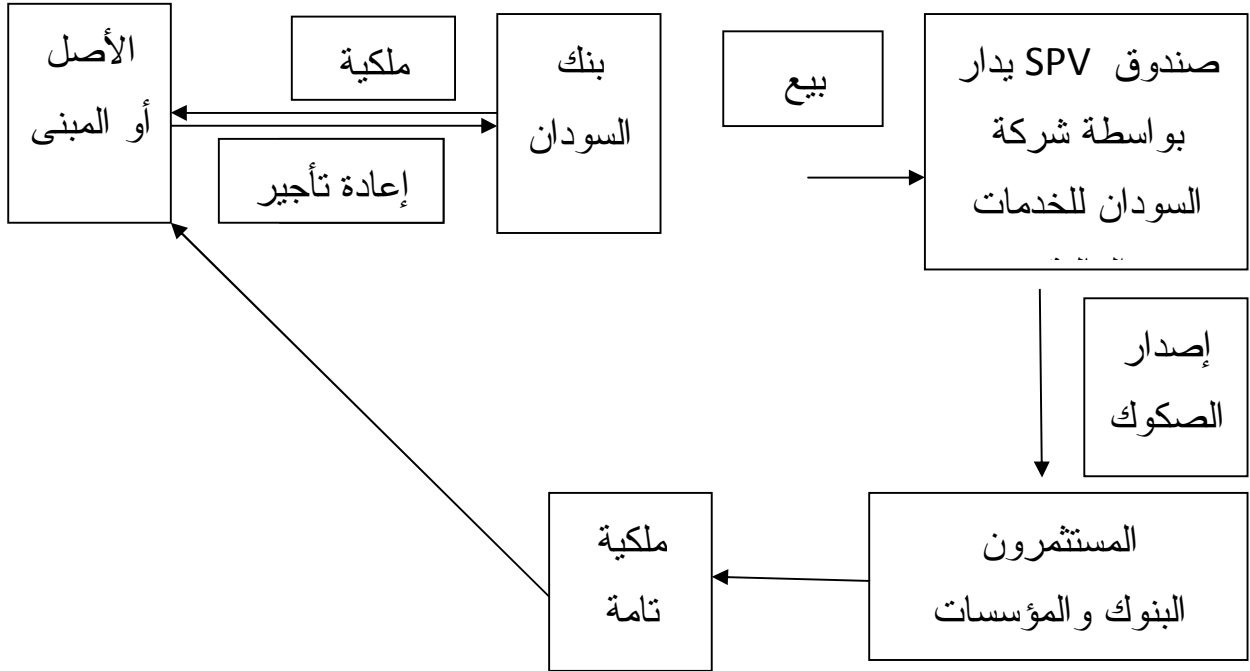 صندوق SPV يدار
بواسطة شركة
السودان للخدمات
بيع
بنك
السودان
ملكية
إعادة تأجير
الأصل
أو المبنى
إصدار
الصكوك
المستثمرون
البنوك والمؤسسات
ملكية
تامة